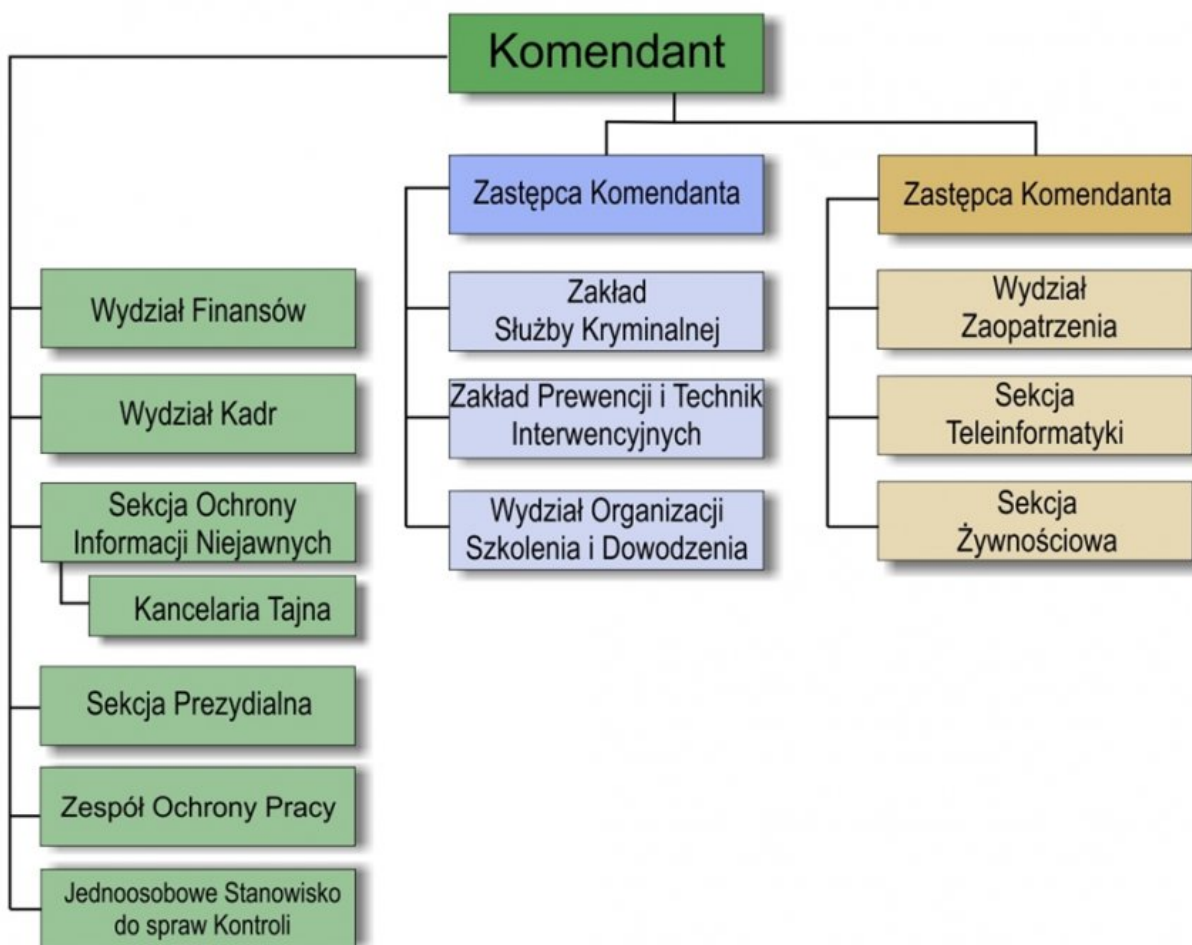 Komendant
Zastępca Komendanta
Zastępca Komendanta
Wydział Finansów
Wydział Kadr
Sekcja Ochrony
Informacji Niejawnych
Kancelaria Tajna
Sekcja Prezydialna
Zespół Ochrony Pracy
Jednoosobowe Stanowisko
do spraw Kontroli
Zakład
Służby Kryminalnej
Zakład Prewencji i Technik
Interwencyjnych
Wydział Organizacji
Szkolenia i Dowodzenia
Wydział
Zaopatrzenia
Sekcja
Teleinformatyki
Sekcja
Żywnościowa